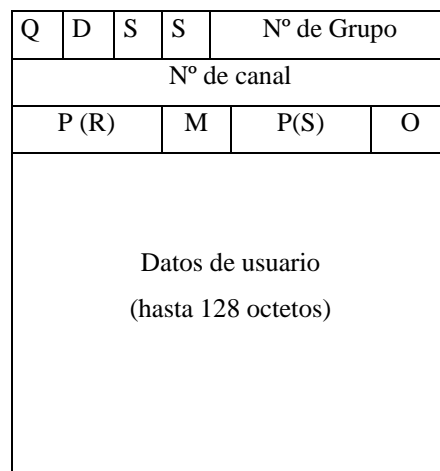 Q D S S Nº de Grupo
Nº de canal
P (R) M P(S) O
Datos de usuario
(hasta 128 octetos)